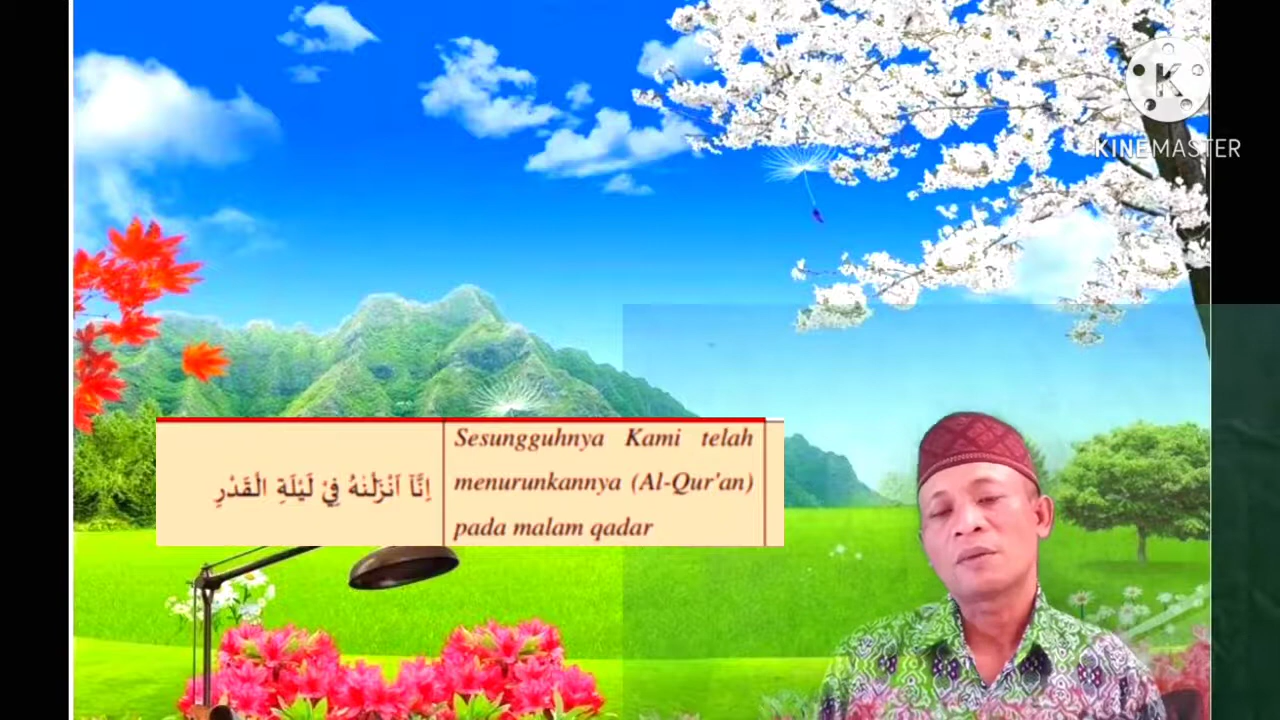 K
KINEMASTER
اِنَّآ اَنْزَلْنٰهُ فِيْ لَيْلَةِ الْقَدْرِ
Sesungguhnya Kami telah
menurunkannya (Al-Qur'an)
pada malam qadar